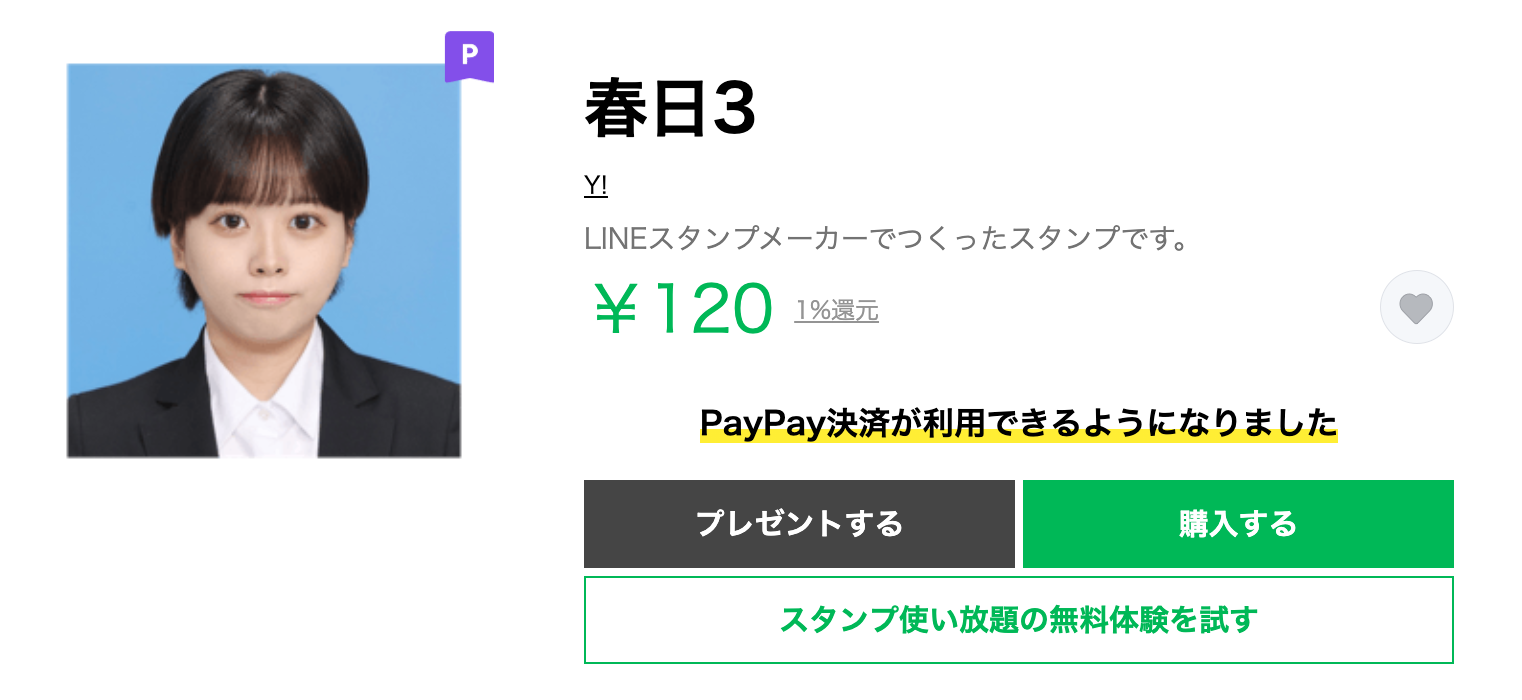 P
春日3
Y!
LINEスタンプメーカーでつくったスタンプです。
￥120 1%還元
PayPay決済が利用できるようになりました
プレゼントする 購入する
スタンプ使い放題の無料体験を試す